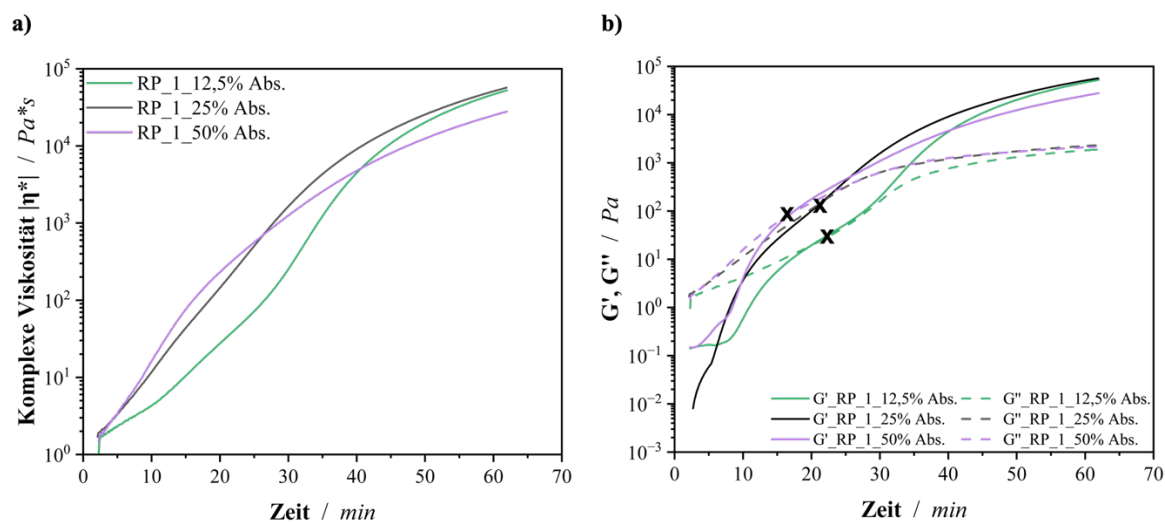 a)
Komplexe Viskosität |η*| / Pa*s
10^5
10^4
10^3
10^2
10^1
10^0
RP_1_12,5% Abs.
RP_1_25% Abs.
RP_1_50% Abs.
0 10 20 30 40 50 60 70
Zeit / min
b)
G', G'' / Pa
10^5
10^4
10^3
10^2
10^1
10^0
10^-1
10^-2
10^-3
x x x
G'_RP_1_12,5% Abs. G''_RP_1_12,5% Abs.
G'_RP_1_25% Abs. G''_RP_1_25% Abs.
G'_RP_1_50% Abs. G''_RP_1_50% Abs.
0 10 20 30 40 50 60 70
Zeit / min